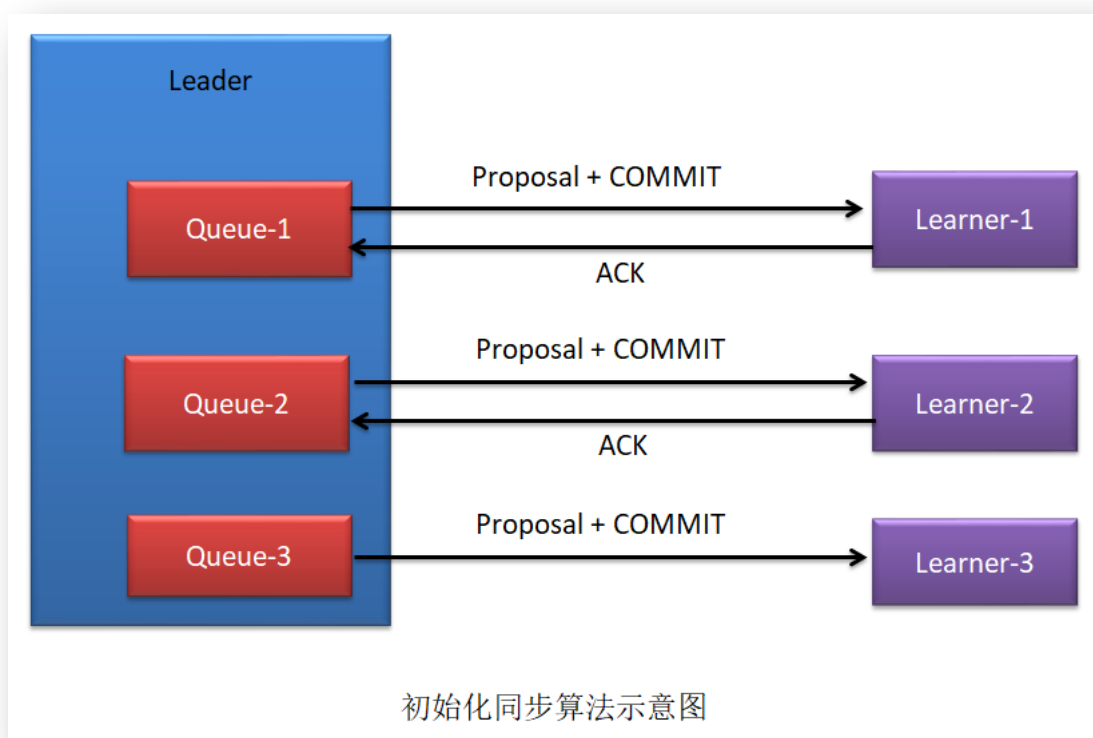 Leader
Proposal + COMMIT
Queue-1
Learner-1
ACK
Proposal + COMMIT
Queue-2
Learner-2
ACK
Proposal + COMMIT
Queue-3
Learner-3
初始化同步算法示意图